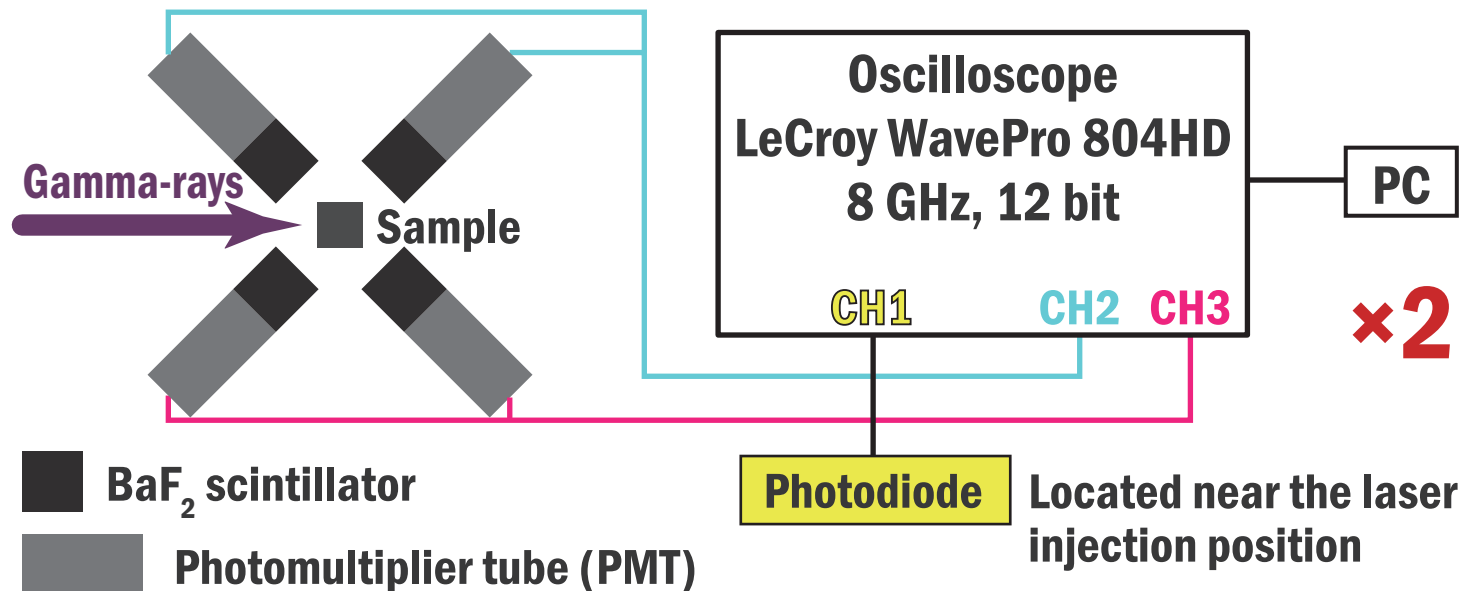 Oscilloscope
LeCroy WavePro 804HD
8 GHz, 12 bit
PC
Gamma-rays
Sample
CH1 CH2 CH3
×2
Photodiode
Located near the laser
injection position
BaF₂ scintillator
Photomultiplier tube (PMT)